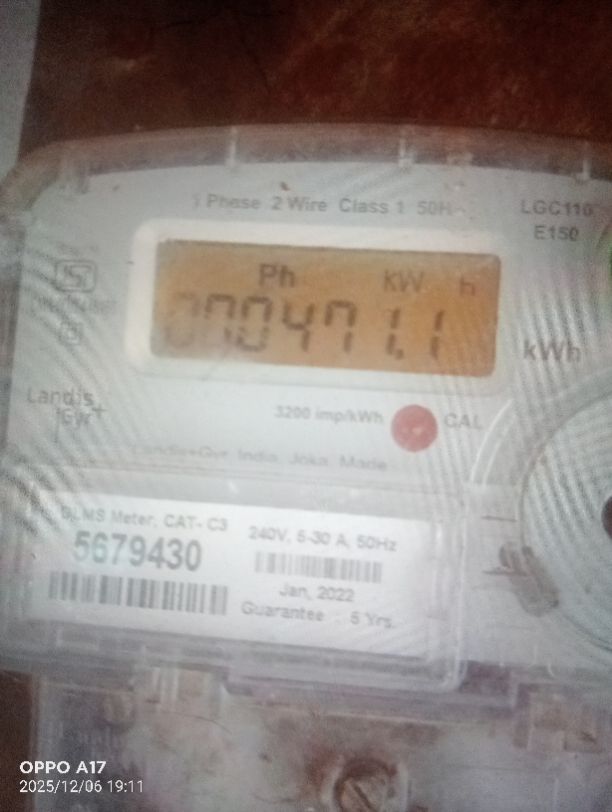 Phase 2 Wire Class 1 50Hz
LGC110
E150
Ph kW h
kWh
Landis
Gyr+
3200 imp/kWh CAL
Landis+Gyr, India, Joka, Made
DLMS Meter, CAT- C3
5679430
240V, 5-30 A, 50Hz
Jan, 2022
Guarantee - 5 Yrs.
OPPO A17
2025/12/06 19:11